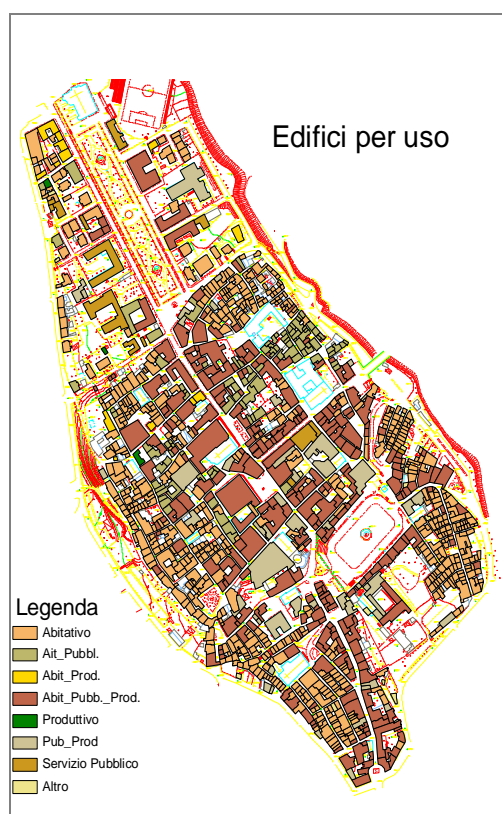 Edifici per uso
Legenda
Abitativo
Ait_Pubbl.
Abit_Prod.
Abit_Pubb._Prod.
Produttivo
Pub_Prod
Servizio Pubblico
Altro